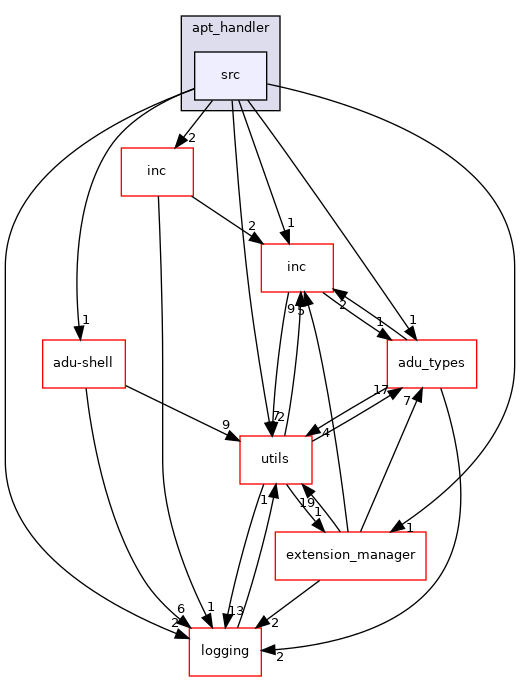 apt_handler
src
2
inc
2
1
inc
1
9
5
2
1
1
adu-shell
adu_types
17
7
9
7
2
4
utils
1
19
1
1
extension_manager
6
2
1
13
2
logging
2